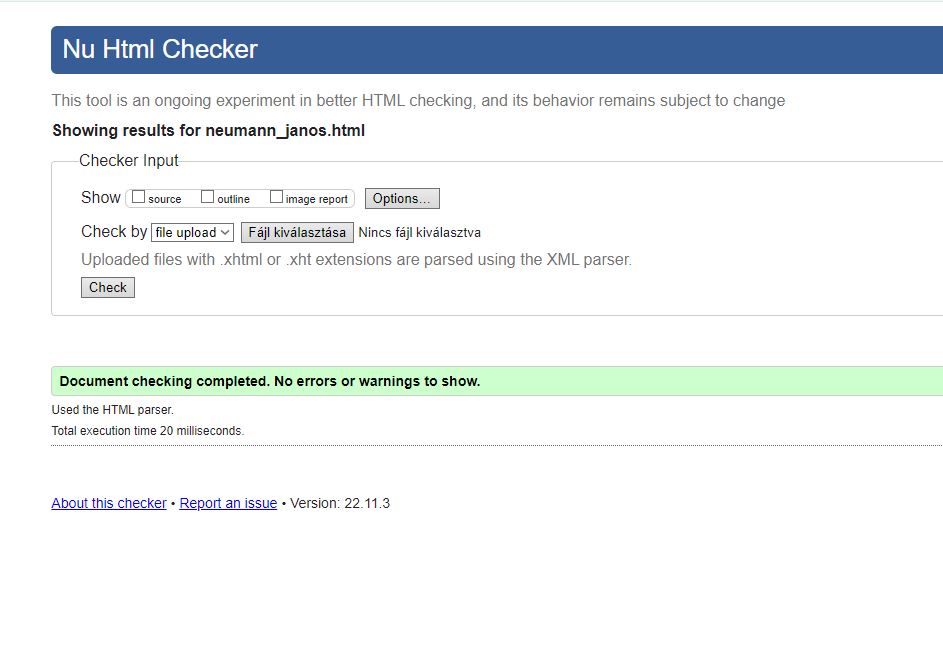 Nu Html Checker
This tool is an ongoing experiment in better HTML checking, and its behavior remains subject to change
Showing results for neumann_janos.html
Checker Input
Show source outline image report Options...
Check by file upload Fájl kiválasztása Nincs fájl kiválasztva
Uploaded files with .xhtml or .xht extensions are parsed using the XML parser.
Check
Document checking completed. No errors or warnings to show.
Used the HTML parser.
Total execution time 20 milliseconds.
About this checker • Report an issue • Version: 22.11.3